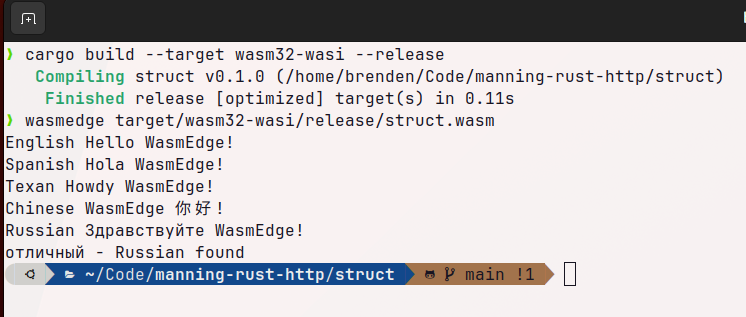 ❯ cargo build --target wasm32-wasi --release
   Compiling struct v0.1.0 (/home/brenden/Code/manning-rust-http/struct)
    Finished release [optimized] target(s) in 0.11s
❯ wasmedge target/wasm32-wasi/release/struct.wasm
English Hello WasmEdge!
Spanish Hola WasmEdge!
Texan Howdy WasmEdge!
Chinese WasmEdge 你好！
Russian Здравствуйте WasmEdge!
отличный - Russian found
~/Code/manning-rust-http/struct main !1